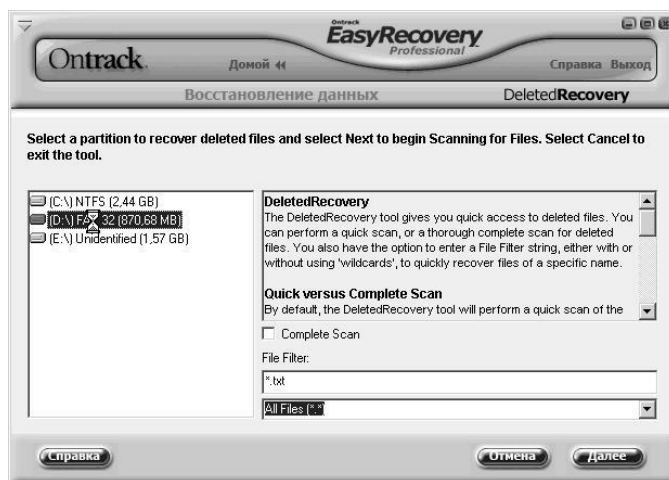 Ontrack
EasyRecovery
Professional
Ontrack
Домой
Справка Выход
Восстановление данных
DeletedRecovery
Select a partition to recover deleted files and select Next to begin Scanning for Files. Select Cancel to
exit the tool.
(C:\) NTFS (2,44 GB)
(D:\) FAT32 (870,68 MB)
(E:\) Unidentified (1,57 GB)
DeletedRecovery
The DeletedRecovery tool gives you quick access to deleted files. You
can perform a quick scan, or a thorough complete scan for deleted
files. You also have the option to enter a File Filter string, either with or
without using 'wildcards', to quickly recover files of a specific name.
Quick versus Complete Scan
By default, the DeletedRecovery tool will perform a quick scan of the
Complete Scan
File Filter:
*.txt
All Files (*.*)
Справка
Отмена
Далее